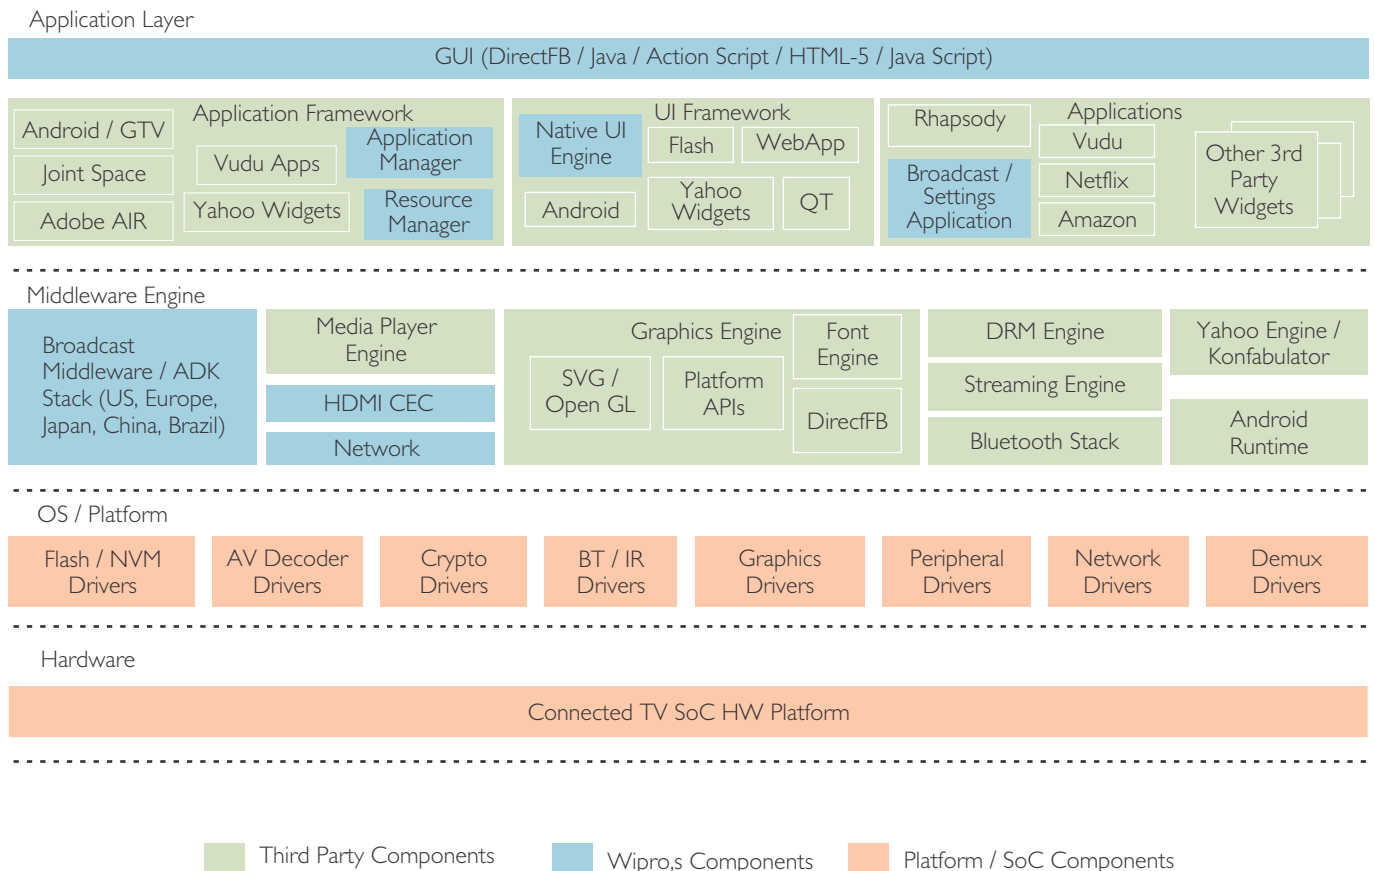 Application Layer
GUI (DirectFB / Java / Action Script / HTML-5 / Java Script)
Application Framework
Android / GTV
Joint Space
Adobe AIR
Vudu Apps
Yahoo Widgets
Application
Manager
Resource
Manager
UI Framework
Native UI
Engine
Flash
WebApp
Android
Yahoo
Widgets
QT
Applications
Rhapsody
Broadcast /
Settings
Application
Vudu
Netflix
Amazon
Other 3rd
Party
Widgets
Middleware Engine
Broadcast
Middleware / ADK
Stack (US, Europe,
Japan, China, Brazil)
Media Player
Engine
HDMI CEC
Network
Graphics Engine
SVG /
Open GL
Platform
APIs
Font
Engine
DirecfFB
DRM Engine
Streaming Engine
Bluetooth Stack
Yahoo Engine /
Konfabulator
Android
Runtime
OS / Platform
Flash / NVM
Drivers
AV Decoder
Drivers
Crypto
Drivers
BT / IR
Drivers
Graphics
Drivers
Peripheral
Drivers
Network
Drivers
Demux
Drivers
Hardware
Connected TV SoC HW Platform
Third Party Components
Wipro,s Components
Platform / SoC Components